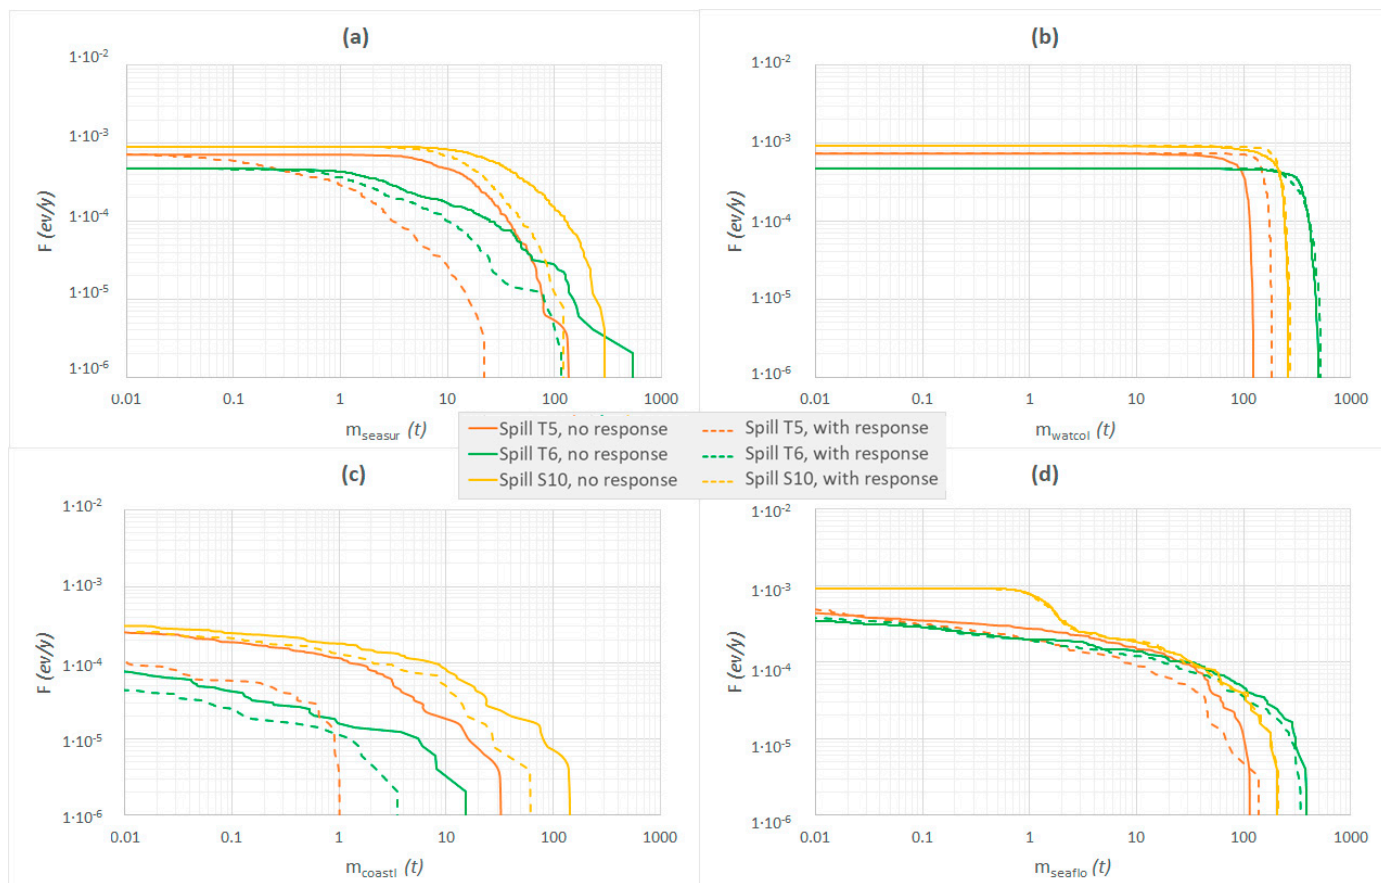 (a)
1·10-2
1·10-3
1·10-4
1·10-5
1·10-6
F (ev/y)
0.01 0.1 1 10 100 1000
mseasur (t)
(b)
1·10-2
1·10-3
1·10-4
1·10-5
1·10-6
F (ev/y)
0.01 0.1 1 10 100 1000
mwatcol (t)
Spill T5, no response Spill T5, with response
Spill T6, no response Spill T6, with response
Spill S10, no response Spill S10, with response
(c)
1·10-2
1·10-3
1·10-4
1·10-5
1·10-6
F (ev/y)
0.01 0.1 1 10 100 1000
mcoastl (t)
(d)
1·10-2
1·10-3
1·10-4
1·10-5
1·10-6
F (ev/y)
0.01 0.1 1 10 100 1000
mseaflo (t)